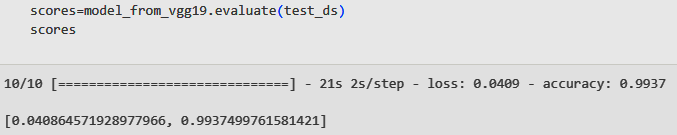 scores=model_from_vgg19.evaluate(test_ds)
scores
10/10 [==============================] - 21s 2s/step - loss: 0.0409 - accuracy: 0.9937
[0.040864571928977966, 0.9937499761581421]